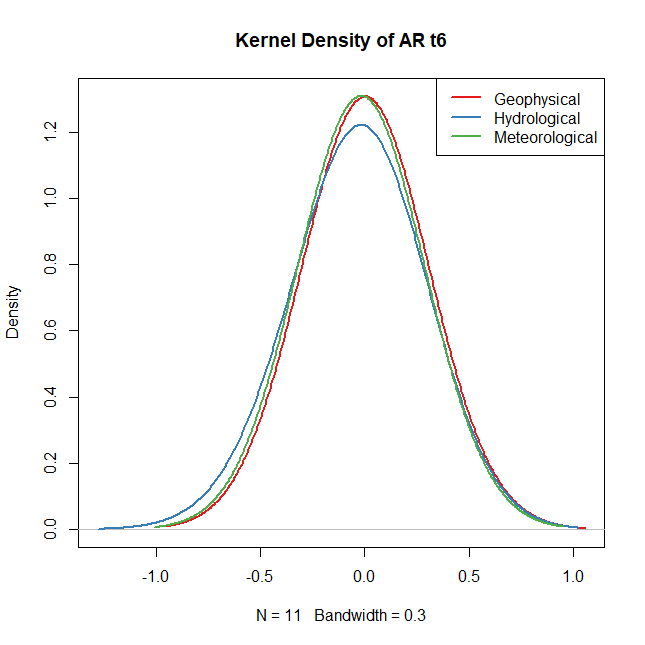 Kernel Density of AR t6
Geophysical
Hydrological
Meteorological
Density
1.2
1.0
0.8
0.6
0.4
0.2
0.0
-1.0 -0.5 0.0 0.5 1.0
N = 11 Bandwidth = 0.3